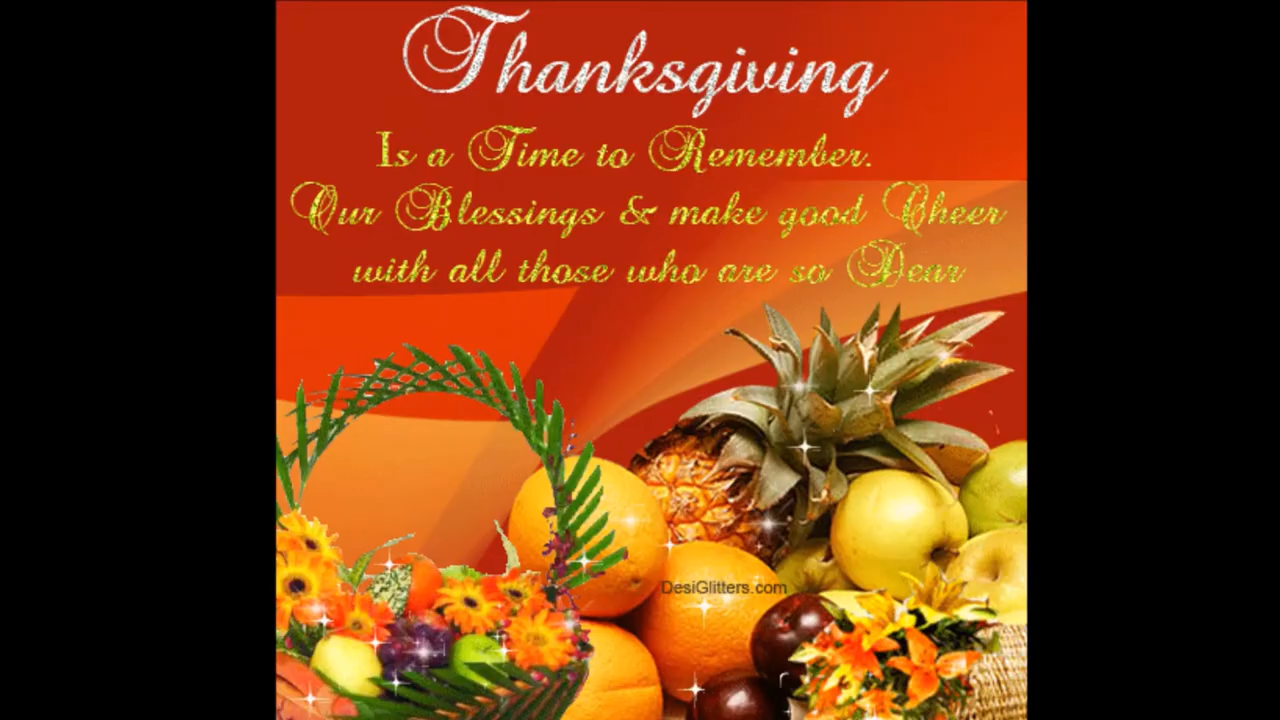 Thanksgiving
Is a Time to Remember.
Our Blessings & make good Cheer
with all those who are so Dear
DesiGlitters.com